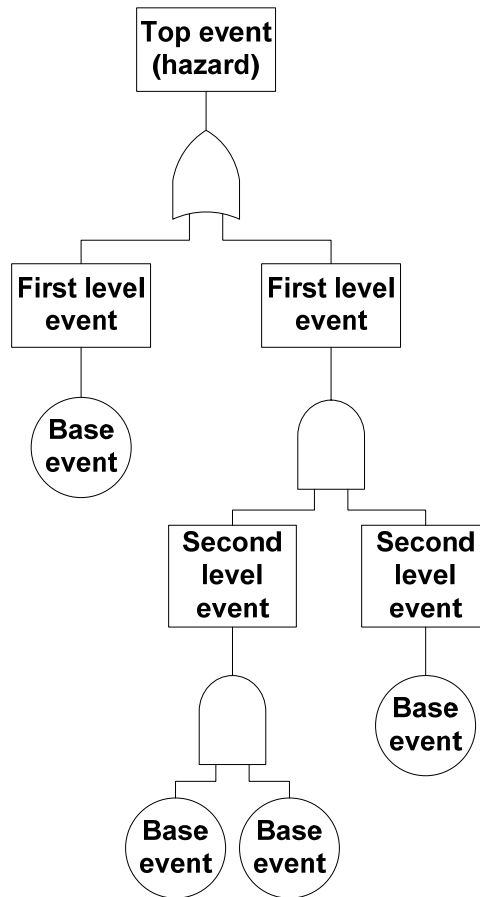 Top event
(hazard)
First level
event
First level
event
Base
event
Second
level
event
Second
level
event
Base
event
Base
event
Base
event